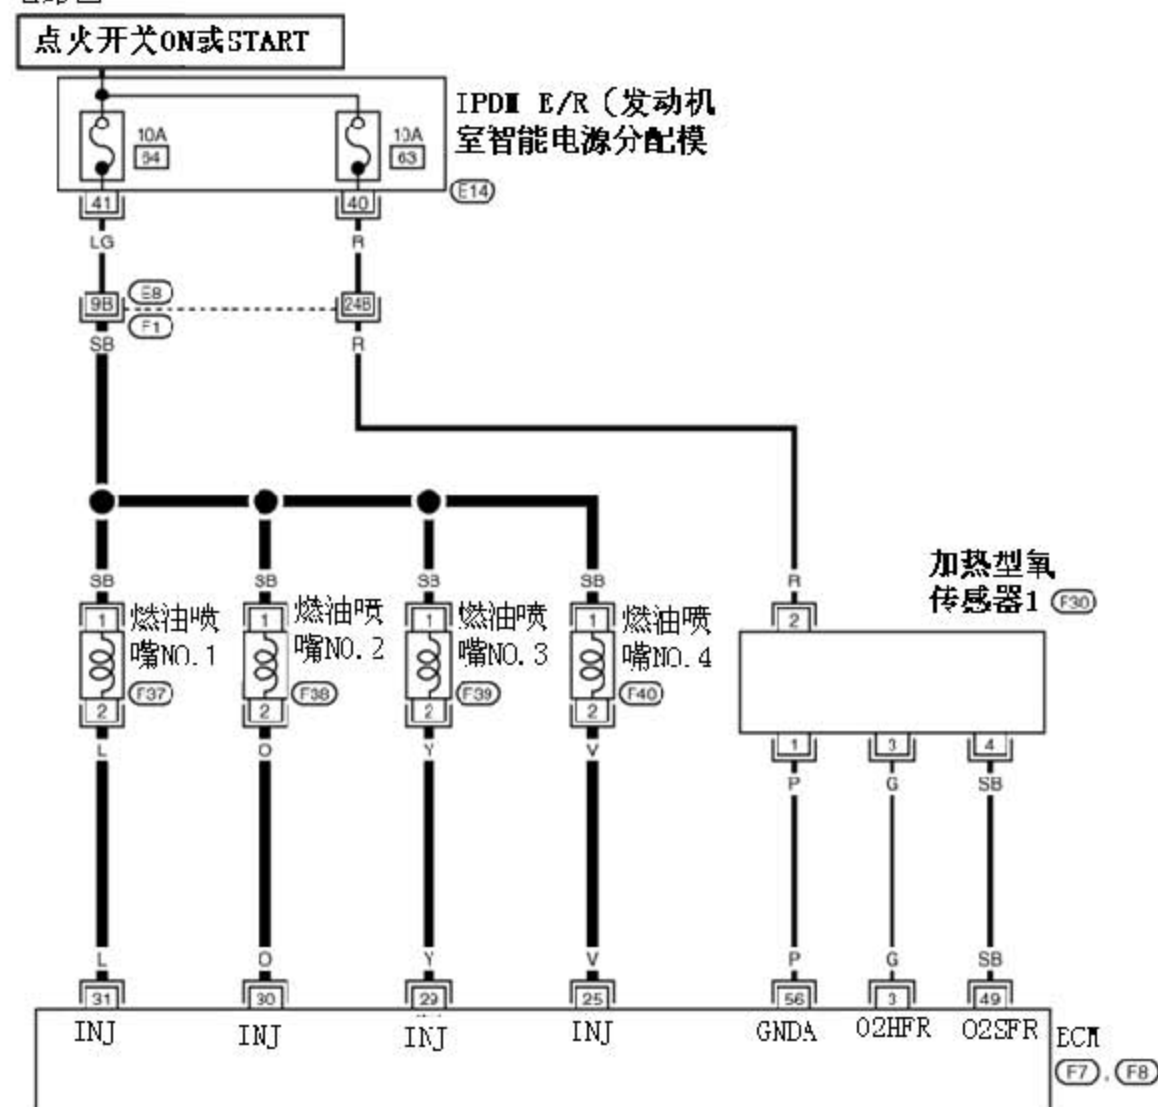 点火开关ON或START
IPDM E/R（发动机
室智能电源分配模
10A
64
10A
63
E14
41
40
LG
R
9B
E8
24B
F1
SB
R
加热型氧
传感器1
F30
SB
SB
SB
SB
R
1
燃油喷
嘴NO.1
F37
1
燃油喷
嘴NO.2
F38
1
燃油喷
嘴NO.3
F39
1
燃油喷
嘴NO.4
F40
2
2
2
2
2
1
3
4
L
O
Y
V
P
G
SB
L
O
Y
V
P
G
SB
31
30
29
25
56
3
49
INJ
INJ
INJ
INJ
GNDA
O2HFR
O2SFR
ECM
F7 , F8